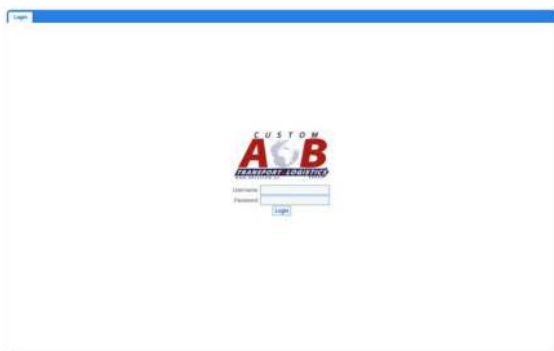 Login
CUSTOM
A B
TRANSPORT LOGISTICS
Username
Password
Login